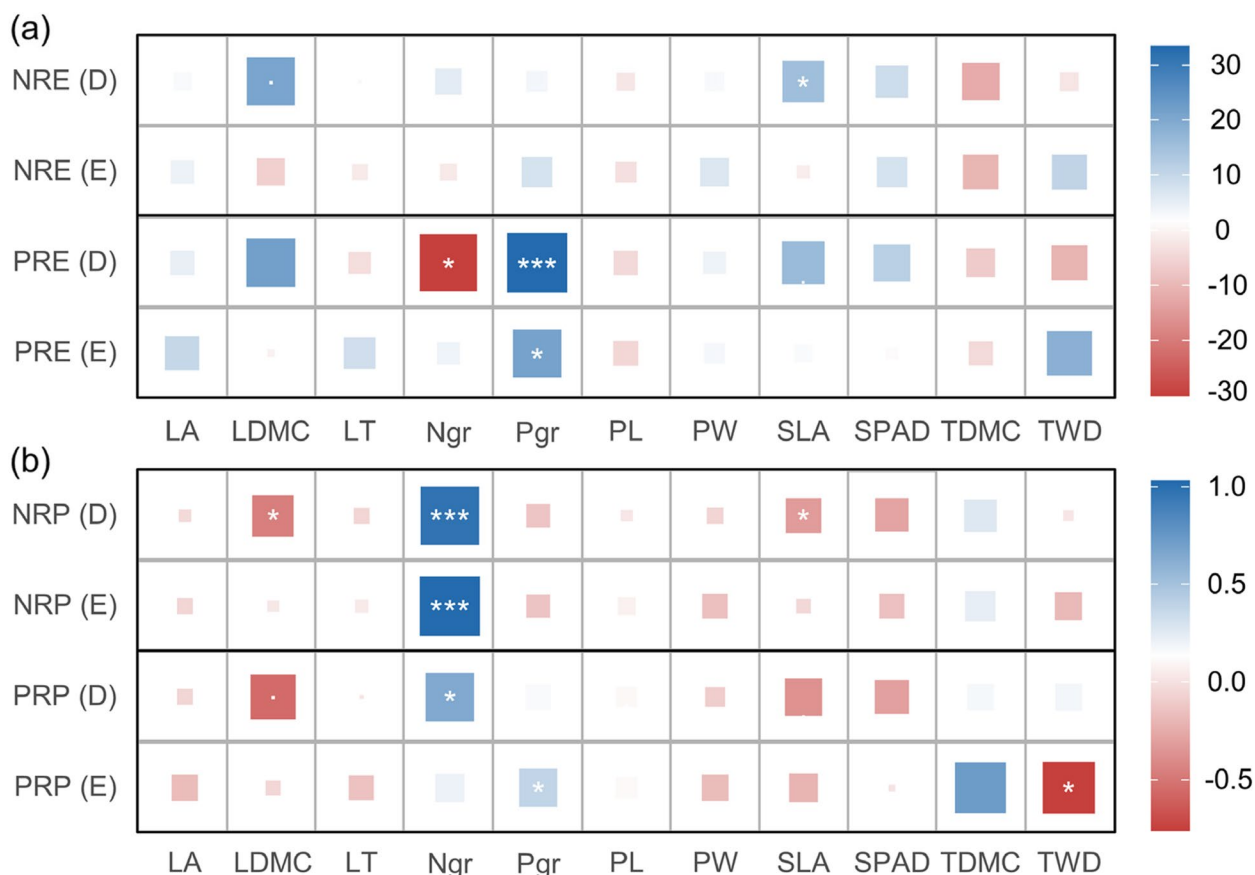 (a)
NRE (D) · * 30
20
NRE (E) 10
0
PRE (D) * *** . -10
-20
PRE (E) * -30
LA LDMC LT Ngr Pgr PL PW SLA SPAD TDMC TWD
(b)
NRP (D) * *** * 1.0
NRP (E) *** 0.5
PRP (D) · * . 0.0
PRP (E) * * -0.5
LA LDMC LT Ngr Pgr PL PW SLA SPAD TDMC TWD